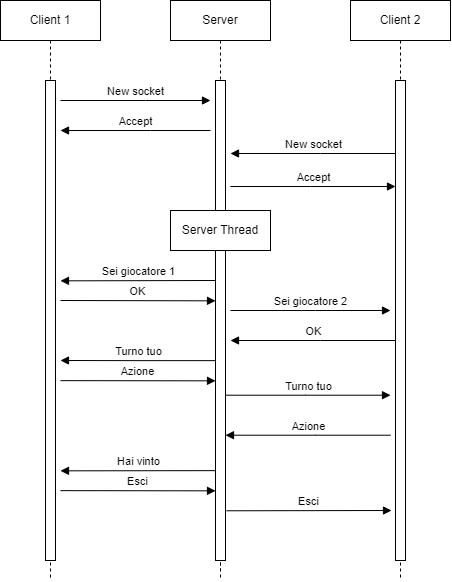 Client 1
Server
Client 2
New socket
Accept
New socket
Accept
Server Thread
Sei giocatore 1
OK
Sei giocatore 2
OK
Turno tuo
Azione
Turno tuo
Azione
Hai vinto
Esci
Esci